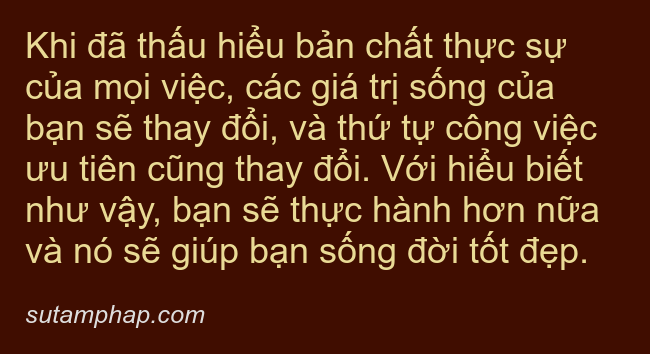 Khi đã thấu hiểu bản chất thực sự
của mọi việc, các giá trị sống của
bạn sẽ thay đổi, và thứ tự công việc
ưu tiên cũng thay đổi. Với hiểu biết
như vậy, bạn sẽ thực hành hơn nữa
và nó sẽ giúp bạn sống đời tốt đẹp.
sutamphap.com